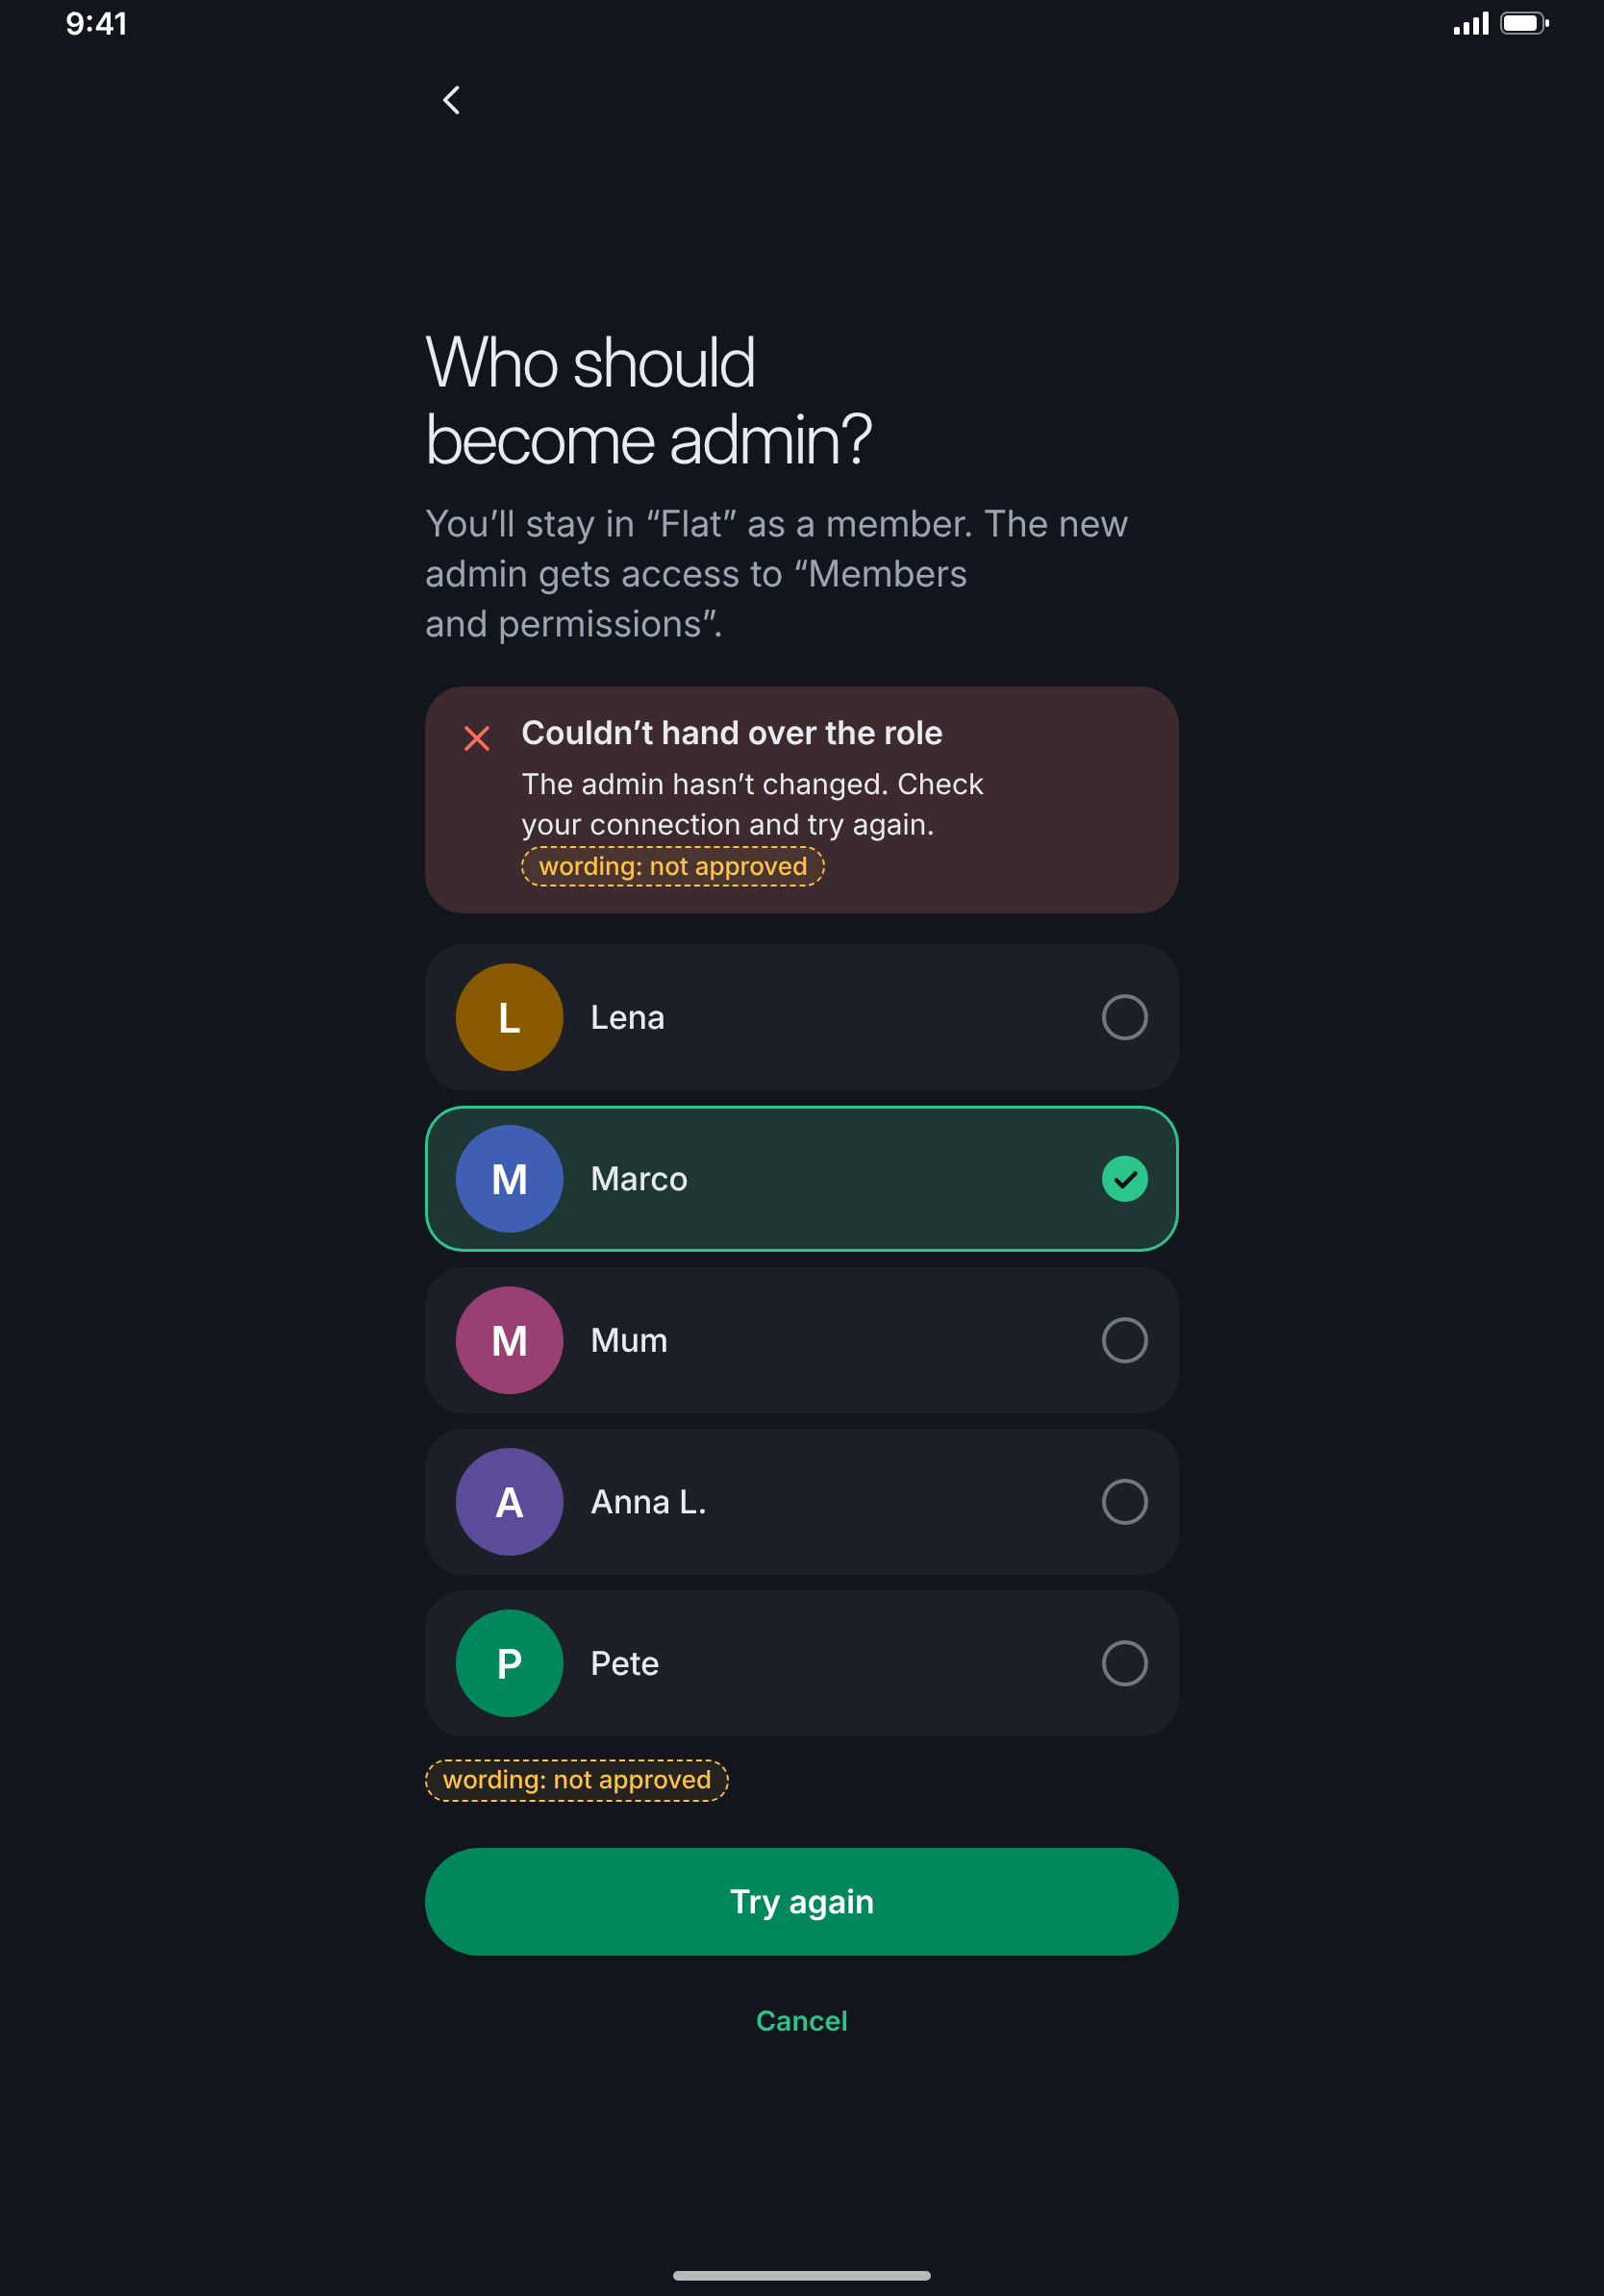 9:41
Who should
become admin?
You’ll stay in “Flat” as a member. The new
admin gets access to “Members
and permissions”.
Couldn’t hand over the role
The admin hasn’t changed. Check
your connection and try again.
wording: not approved
L
Lena
M
Marco
M
Mum
A
Anna L.
P
Pete
wording: not approved
Try again
Cancel